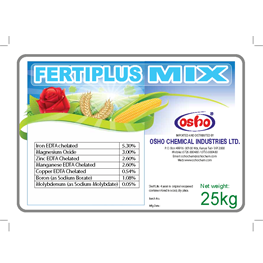 FERTIPLUS MIX
osho
IMPORTED AND DISTRIBUTED BY
OSHO CHEMICAL INDUSTRIES LTD.
Iron EDTA chelated 5.30%
Magnesium Oxide 3.00%
Zinc EDTA Chelated 2.60%
Manganese EDTA Chelated 2.60%
Copper EDTA Chelated 0.54%
Boron (as Sodium Borate) 1.08%
Molybdenum (as Sodium Molybdate) 0.05%
Net weight:
25kg